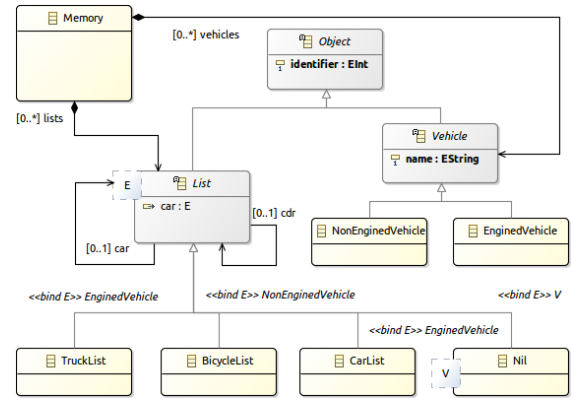 Memory
[0..*] vehicles
Object
identifier : EInt
[0..*] lists
Vehicle
name : EString
E
List
car : E
[0..1] cdr
[0..1] car
NonEnginedVehicle
EnginedVehicle
<<bind E>> EnginedVehicle
<<bind E>> NonEnginedVehicle
<<bind E>> V
<<bind E>> EnginedVehicle
TruckList
BicycleList
CarList
Nil
V